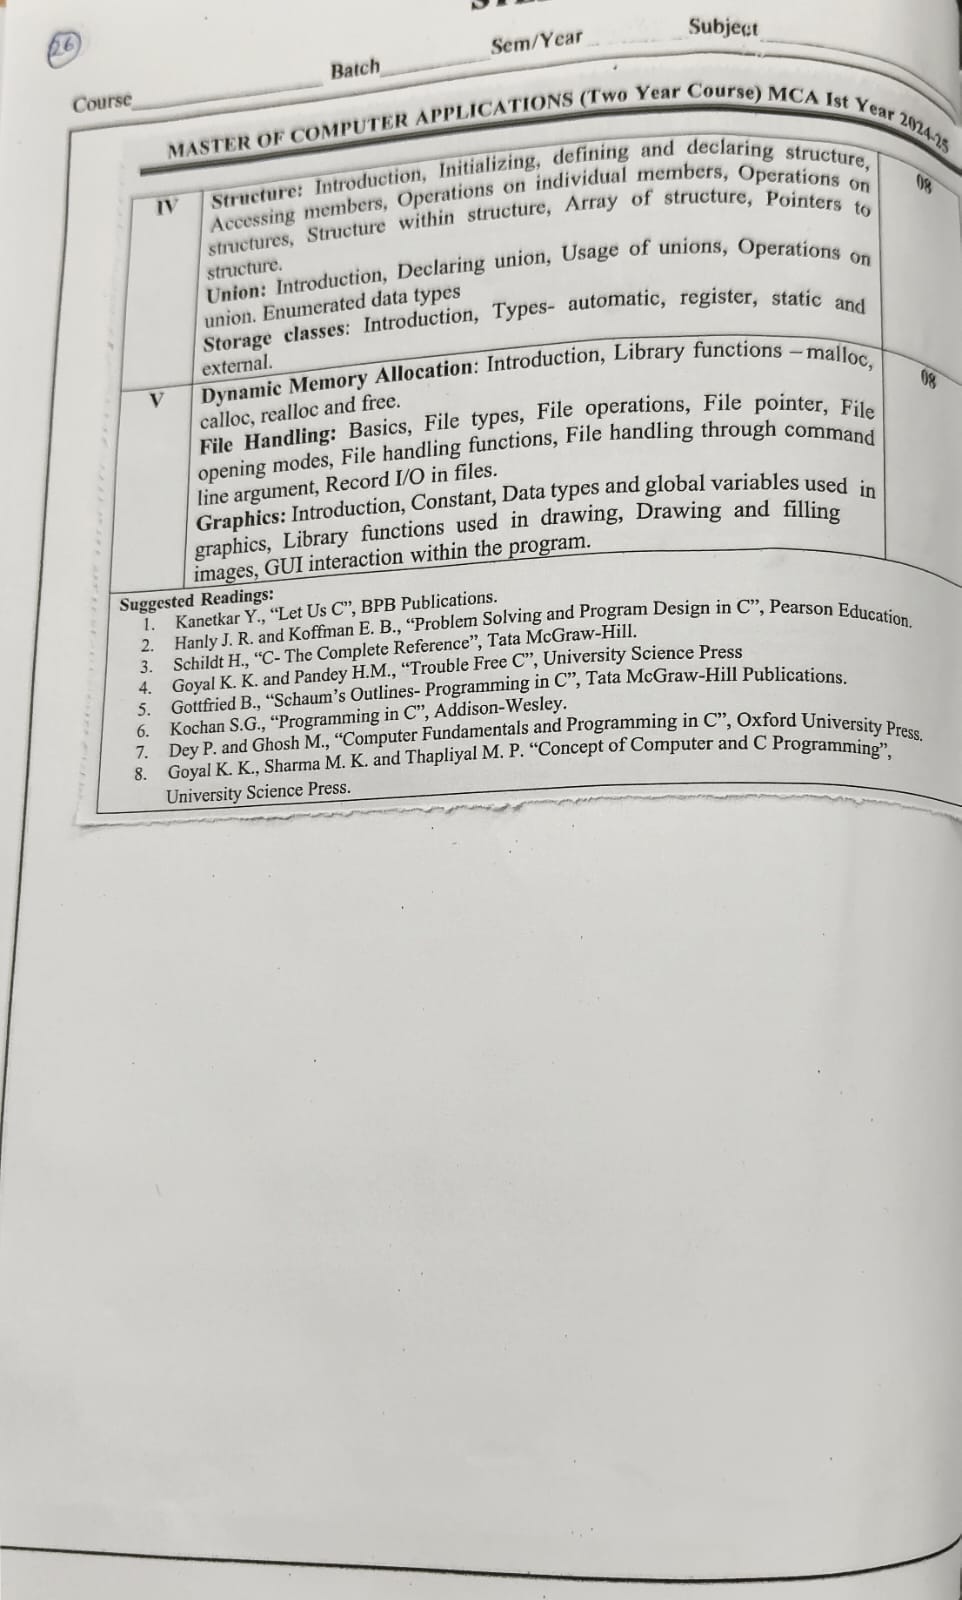 26
Course Batch Sem/Year Subject
MASTER OF COMPUTER APPLICATIONS (Two Year Course) MCA Ist Year 2024-25
IV Structure: Introduction, Initializing, defining and declaring structure, 08
Accessing members, Operations on individual members, Operations on
structures, Structure within structure, Array of structure, Pointers to
structure.
Union: Introduction, Declaring union, Usage of unions, Operations on
union. Enumerated data types
Storage classes: Introduction, Types- automatic, register, static and
external.
V Dynamic Memory Allocation: Introduction, Library functions – malloc, 08
calloc, realloc and free.
File Handling: Basics, File types, File operations, File pointer, File
opening modes, File handling functions, File handling through command
line argument, Record I/O in files.
Graphics: Introduction, Constant, Data types and global variables used in
graphics, Library functions used in drawing, Drawing and filling
images, GUI interaction within the program.
Suggested Readings:
1. Kanetkar Y., “Let Us C”, BPB Publications.
2. Hanly J. R. and Koffman E. B., “Problem Solving and Program Design in C”, Pearson Education.
3. Schildt H., “C- The Complete Reference”, Tata McGraw-Hill.
4. Goyal K. K. and Pandey H.M., “Trouble Free C”, University Science Press
5. Gottfried B., “Schaum’s Outlines- Programming in C”, Tata McGraw-Hill Publications.
6. Kochan S.G., “Programming in C”, Addison-Wesley.
7. Dey P. and Ghosh M., “Computer Fundamentals and Programming in C”, Oxford University Press.
8. Goyal K. K., Sharma M. K. and Thapliyal M. P. “Concept of Computer and C Programming”,
University Science Press.